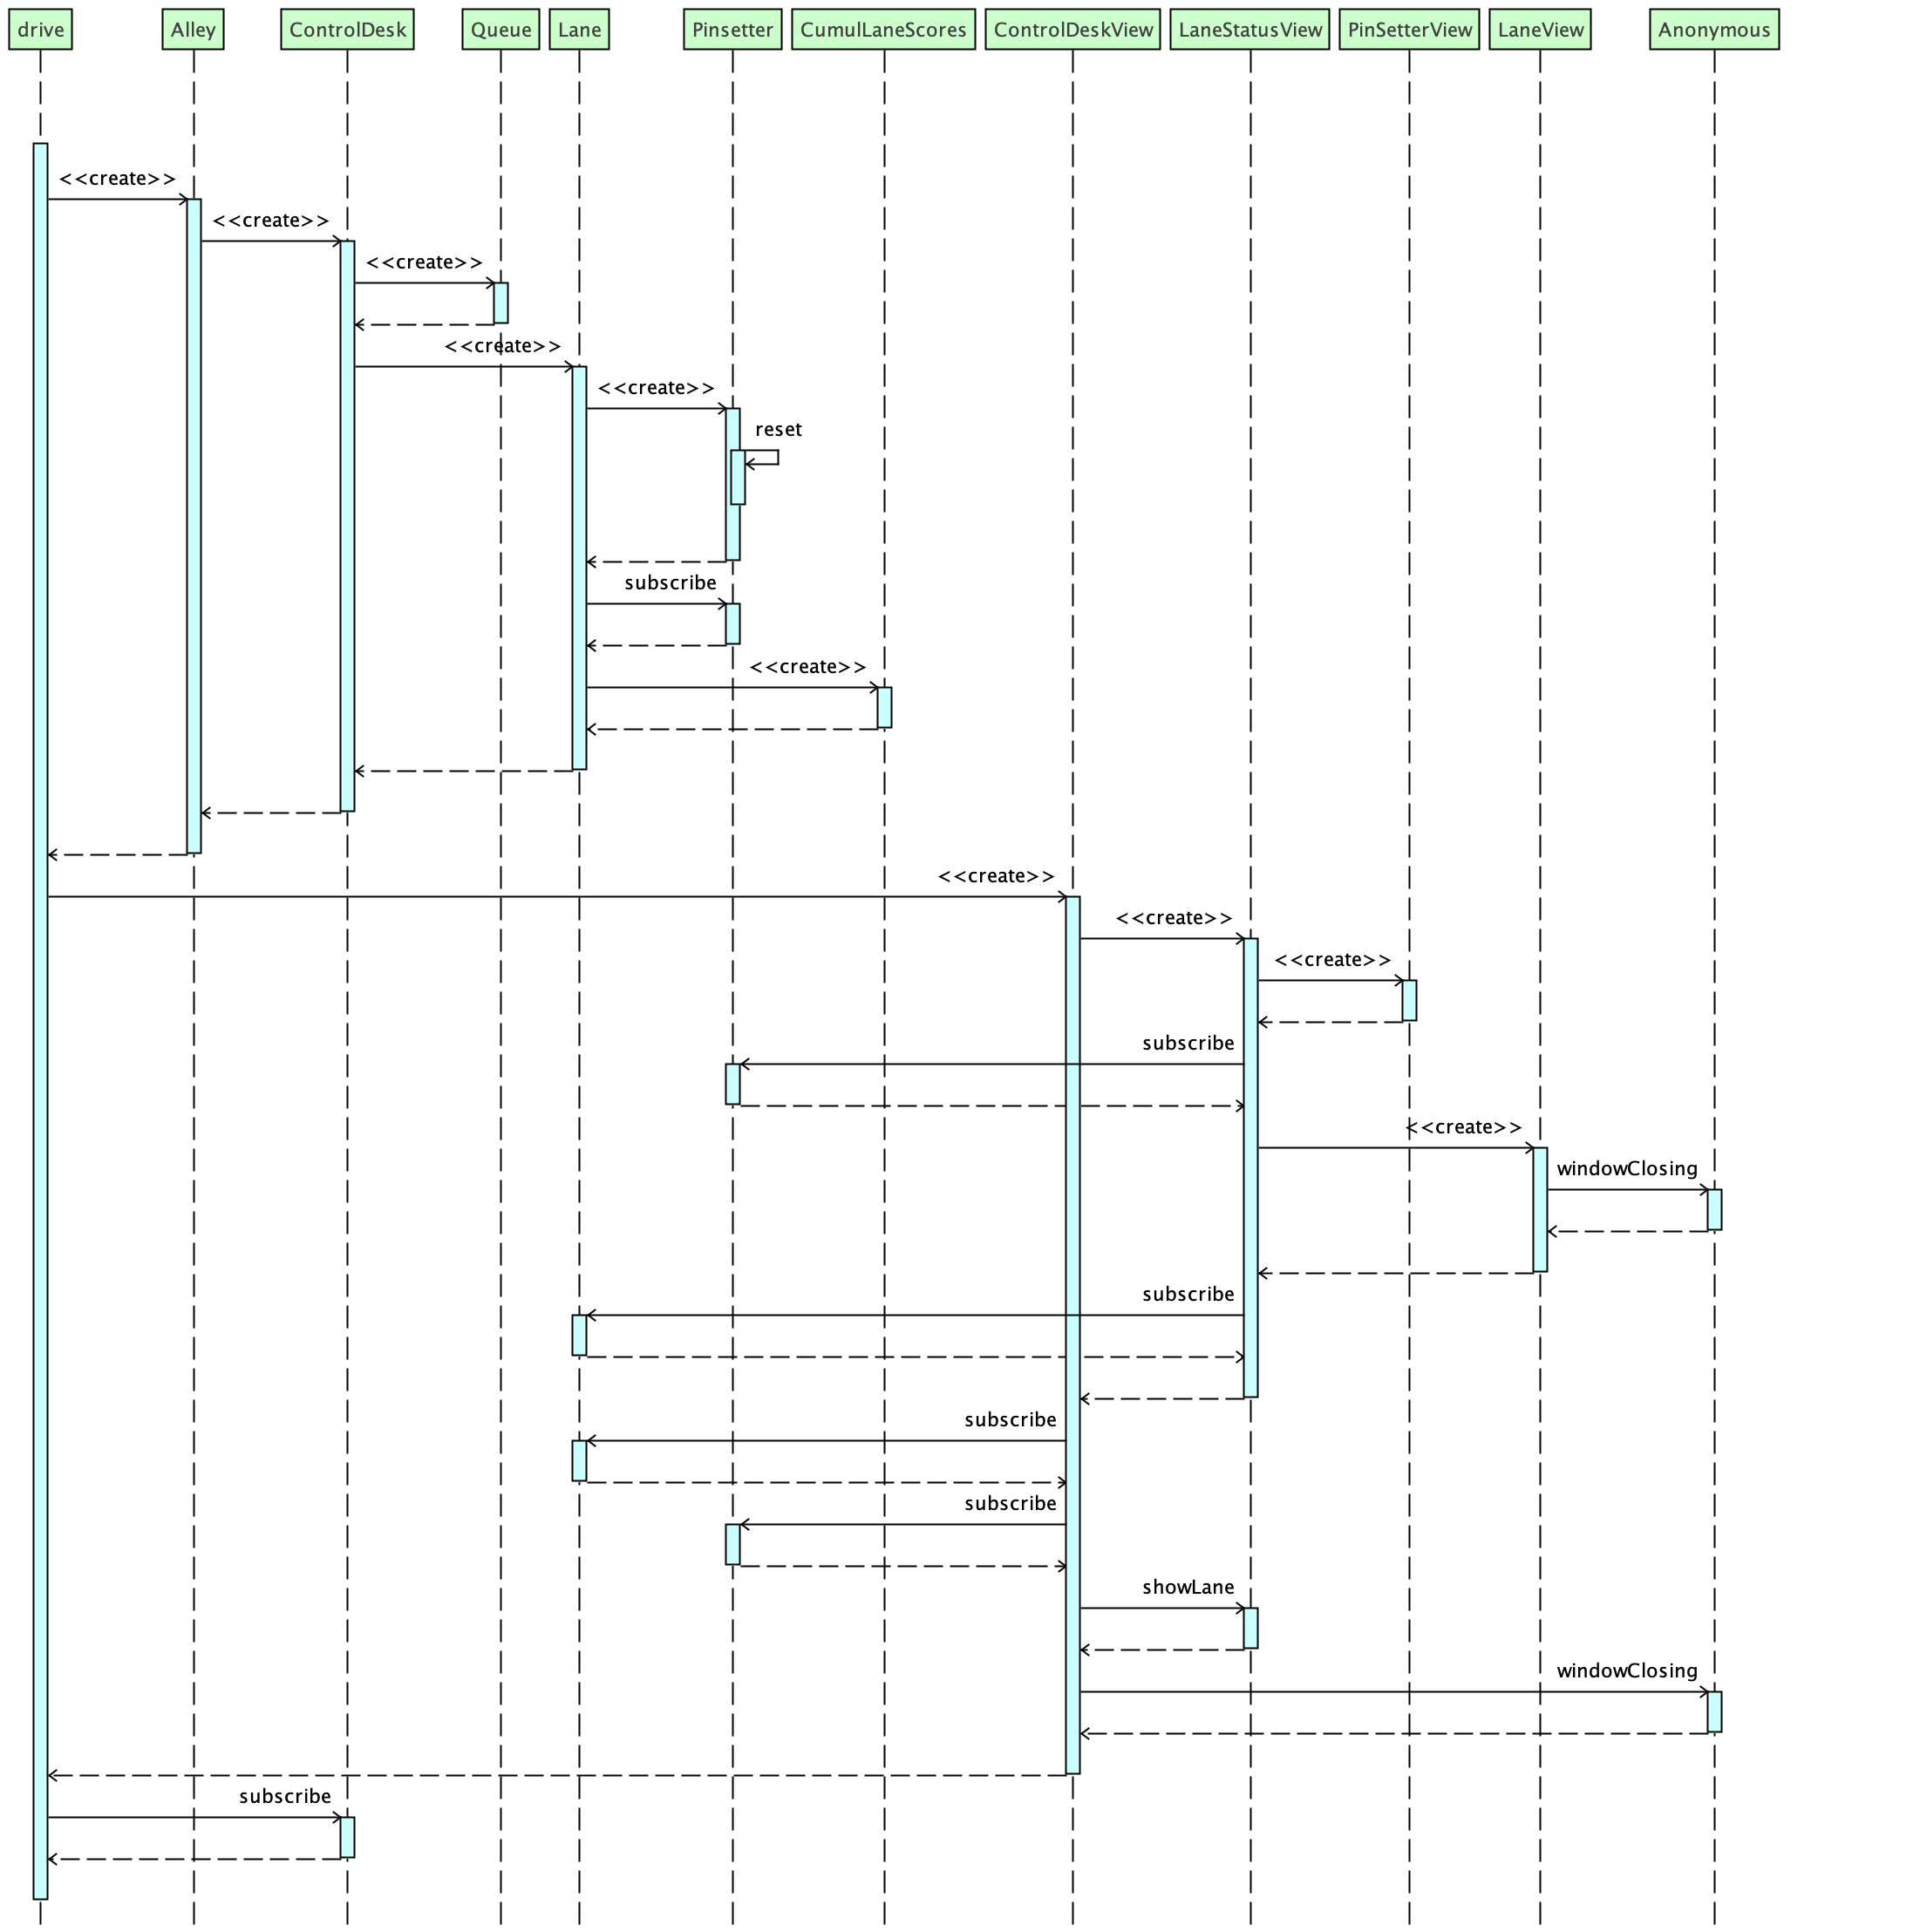 drive Alley ControlDesk Queue Lane Pinsetter CumulLaneScores ControlDeskView LaneStatusView PinSetterView LaneView Anonymous
<<create>>
<<create>>
<<create>>
<<create>>
<<create>>
reset
subscribe
<<create>>
<<create>>
<<create>>
<<create>>
subscribe
<<create>>
windowClosing
subscribe
subscribe
subscribe
showLane
windowClosing
subscribe